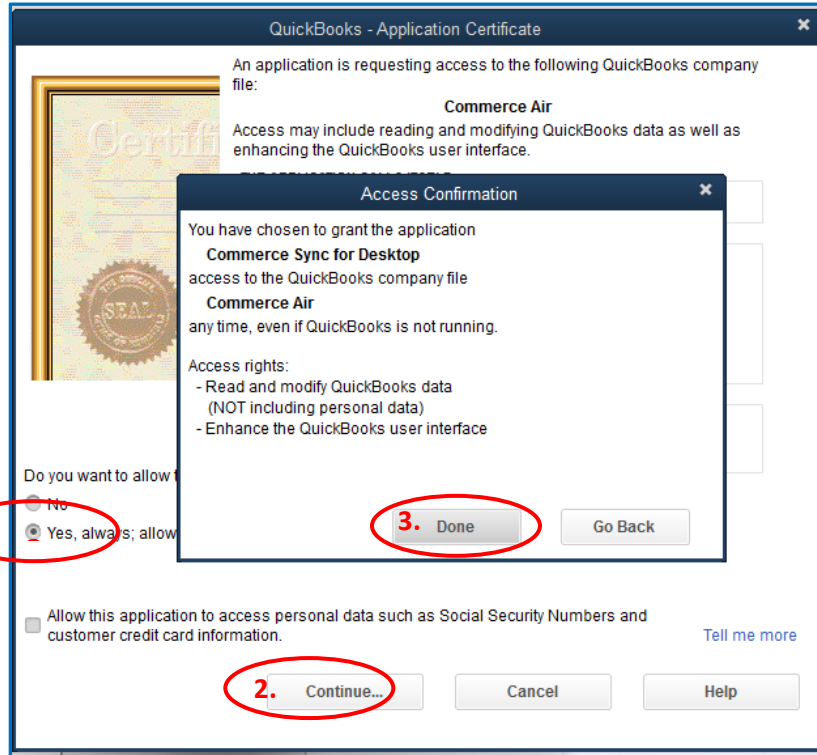 QuickBooks - Application Certificate
An application is requesting access to the following QuickBooks company
file:
Commerce Air
Access may include reading and modifying QuickBooks data as well as
enhancing the QuickBooks user interface.
Certifi
SEAL
Access Confirmation
You have chosen to grant the application
Commerce Sync for Desktop
access to the QuickBooks company file
Commerce Air
any time, even if QuickBooks is not running.
Access rights:
- Read and modify QuickBooks data
(NOT including personal data)
- Enhance the QuickBooks user interface
3. Done Go Back
Do you want to allow
No
Yes, always; allow
Allow this application to access personal data such as Social Security Numbers and
customer credit card information.
Tell me more
2. Continue... Cancel Help